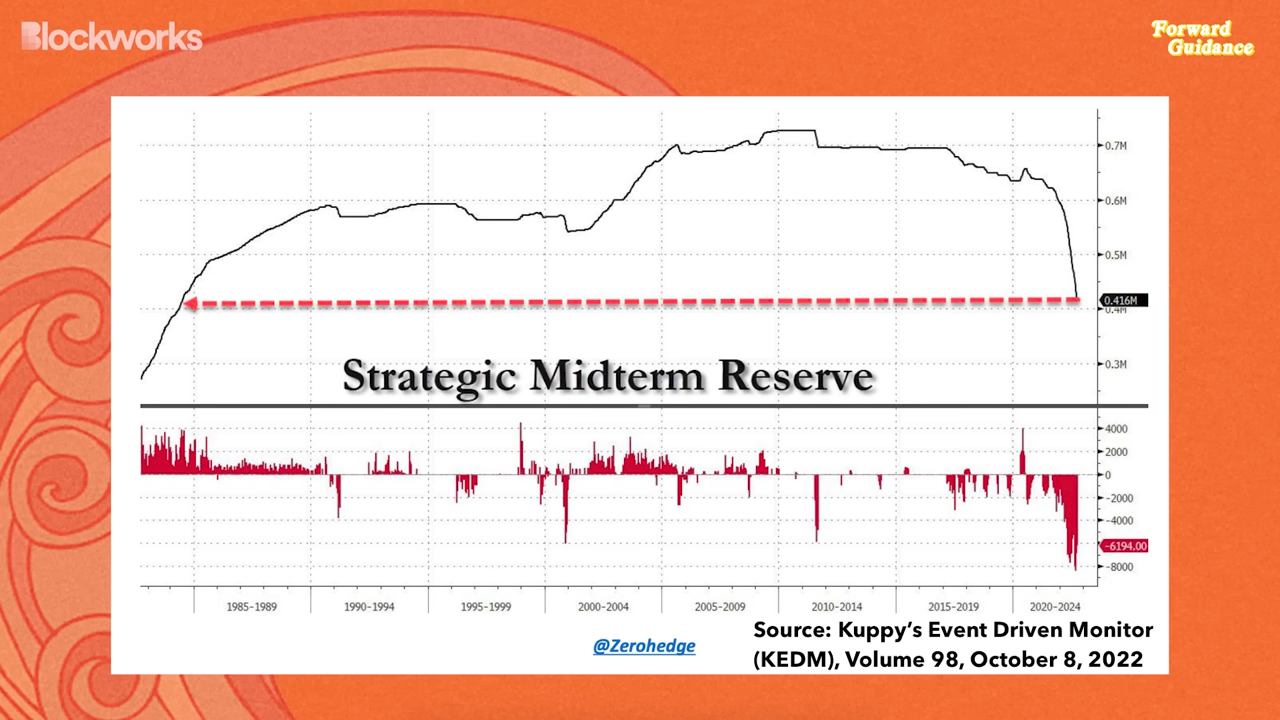 Blockworks
Forward
Guidance
0.7M
0.6M
0.5M
0.416M
0.4M
0.3M
Strategic Midterm Reserve
4000
2000
0
-2000
-4000
-6194.00
-8000
1985-1989 1990-1994 1995-1999 2000-2004 2005-2009 2010-2014 2015-2019 2020-2024
@Zerohedge
Source: Kuppy’s Event Driven Monitor
(KEDM), Volume 98, October 8, 2022